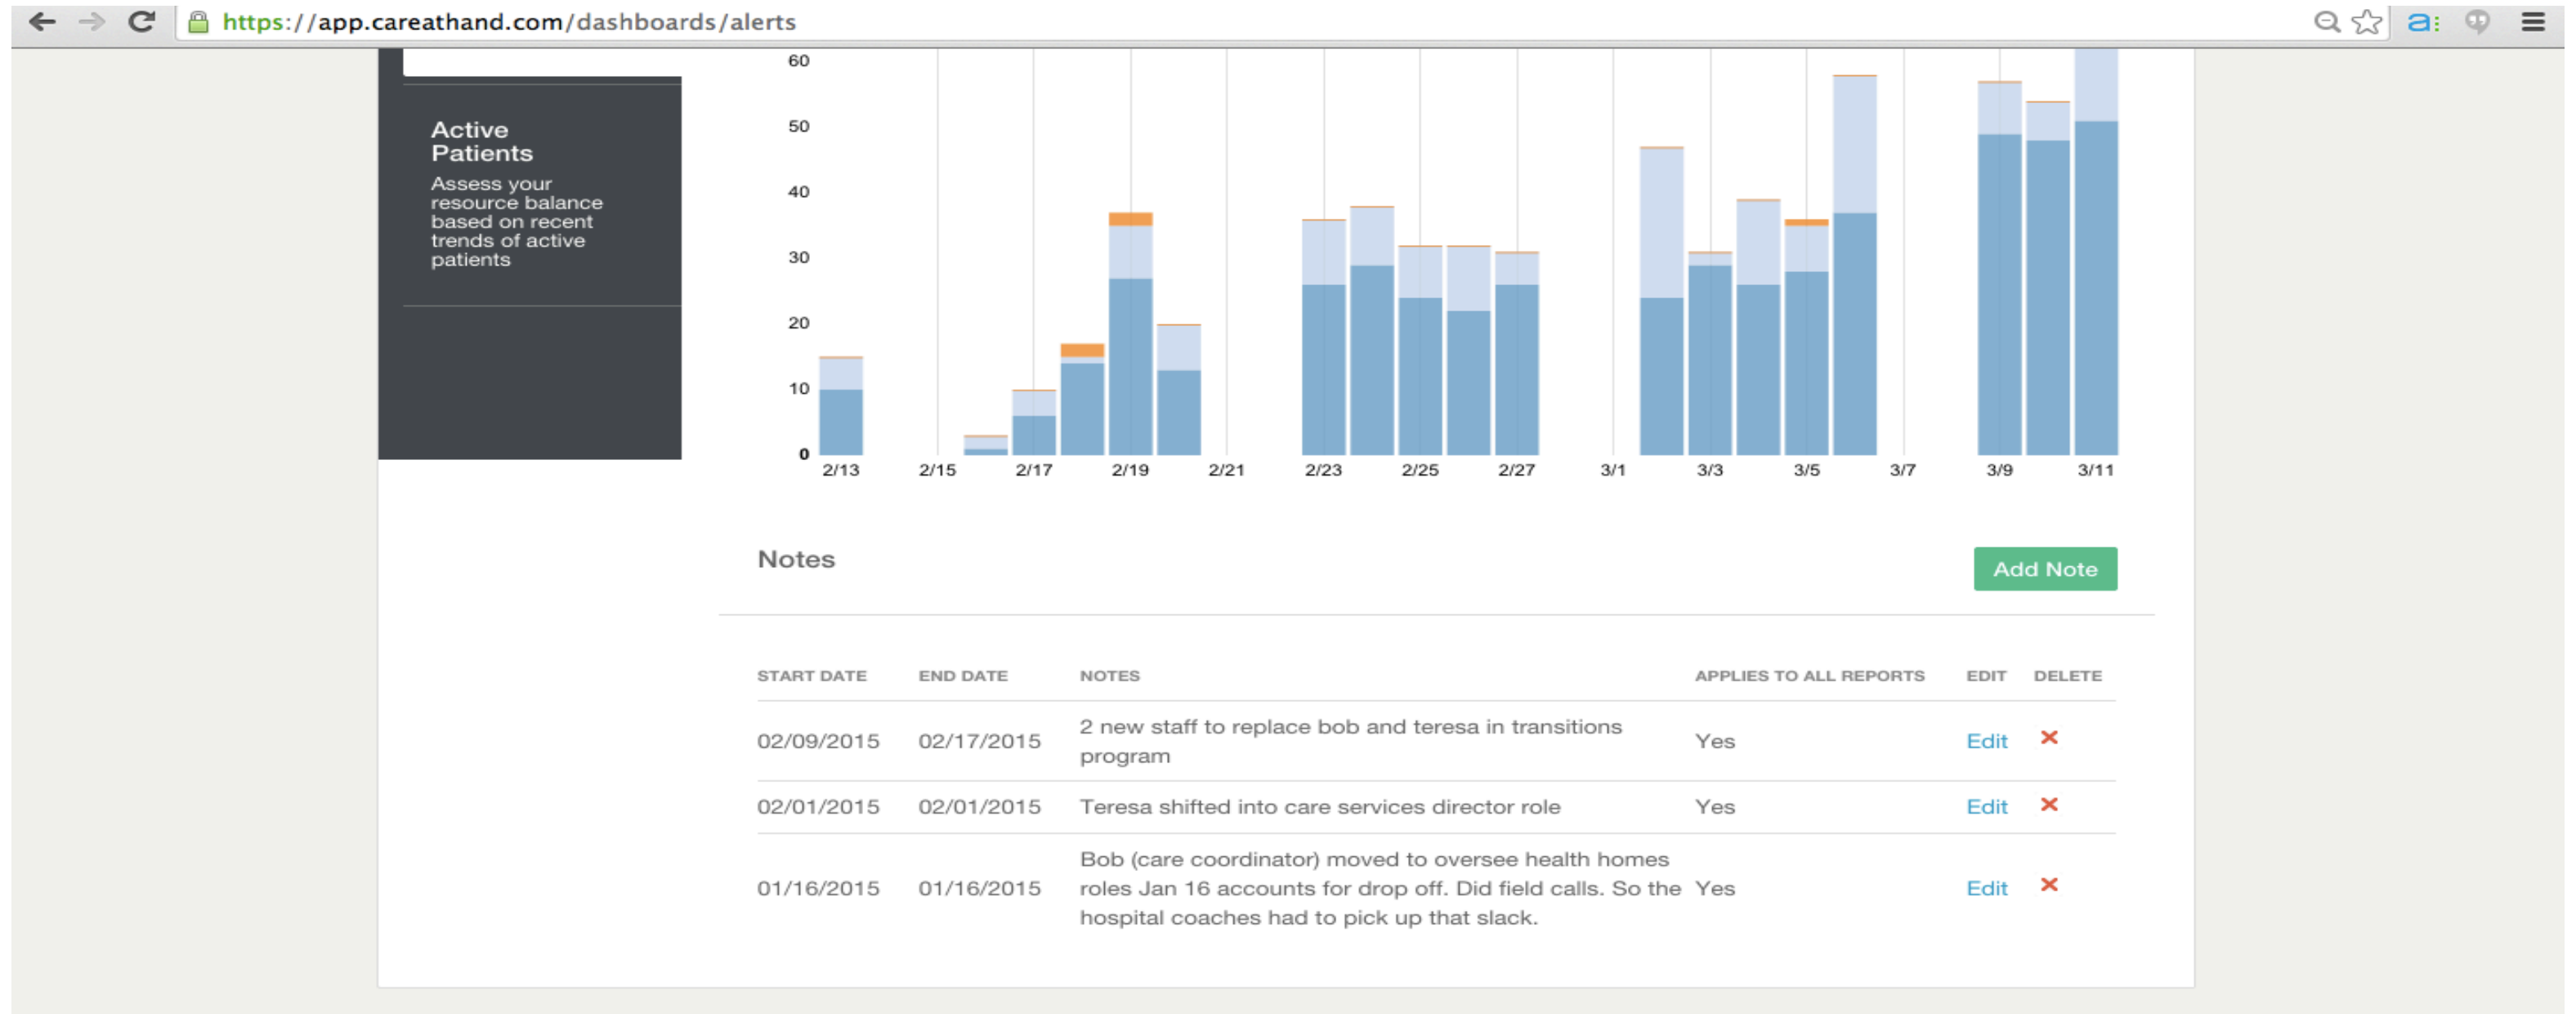 https://app.careathand.com/dashboards/alerts
a:
Active
Patients
Assess your
resource balance
based on recent
trends of active
patients
60
50
40
30
20
10
0
2/13 2/15 2/17 2/19 2/21 2/23 2/25 2/27 3/1 3/3 3/5 3/7 3/9 3/11
Notes
Add Note
START DATE END DATE NOTES APPLIES TO ALL REPORTS EDIT DELETE
02/09/2015 02/17/2015 2 new staff to replace bob and teresa in transitions
program Yes Edit
02/01/2015 02/01/2015 Teresa shifted into care services director role Yes Edit
Bob (care coordinator) moved to oversee health homes
01/16/2015 01/16/2015 roles Jan 16 accounts for drop off. Did field calls. So the Yes Edit
hospital coaches had to pick up that slack.